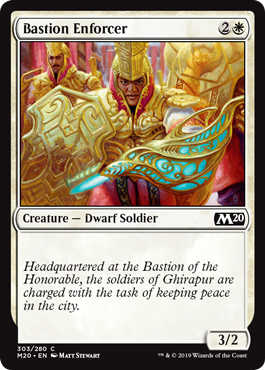 Bastion Enforcer 2
Creature — Dwarf Soldier M20
Headquartered at the Bastion of the
Honorable, the soldiers of Ghirapur are
charged with the task of keeping peace
in the city.
3/2
303/280 C
M20 • EN MATT STEWART ™ & © 2019 Wizards of the Coast